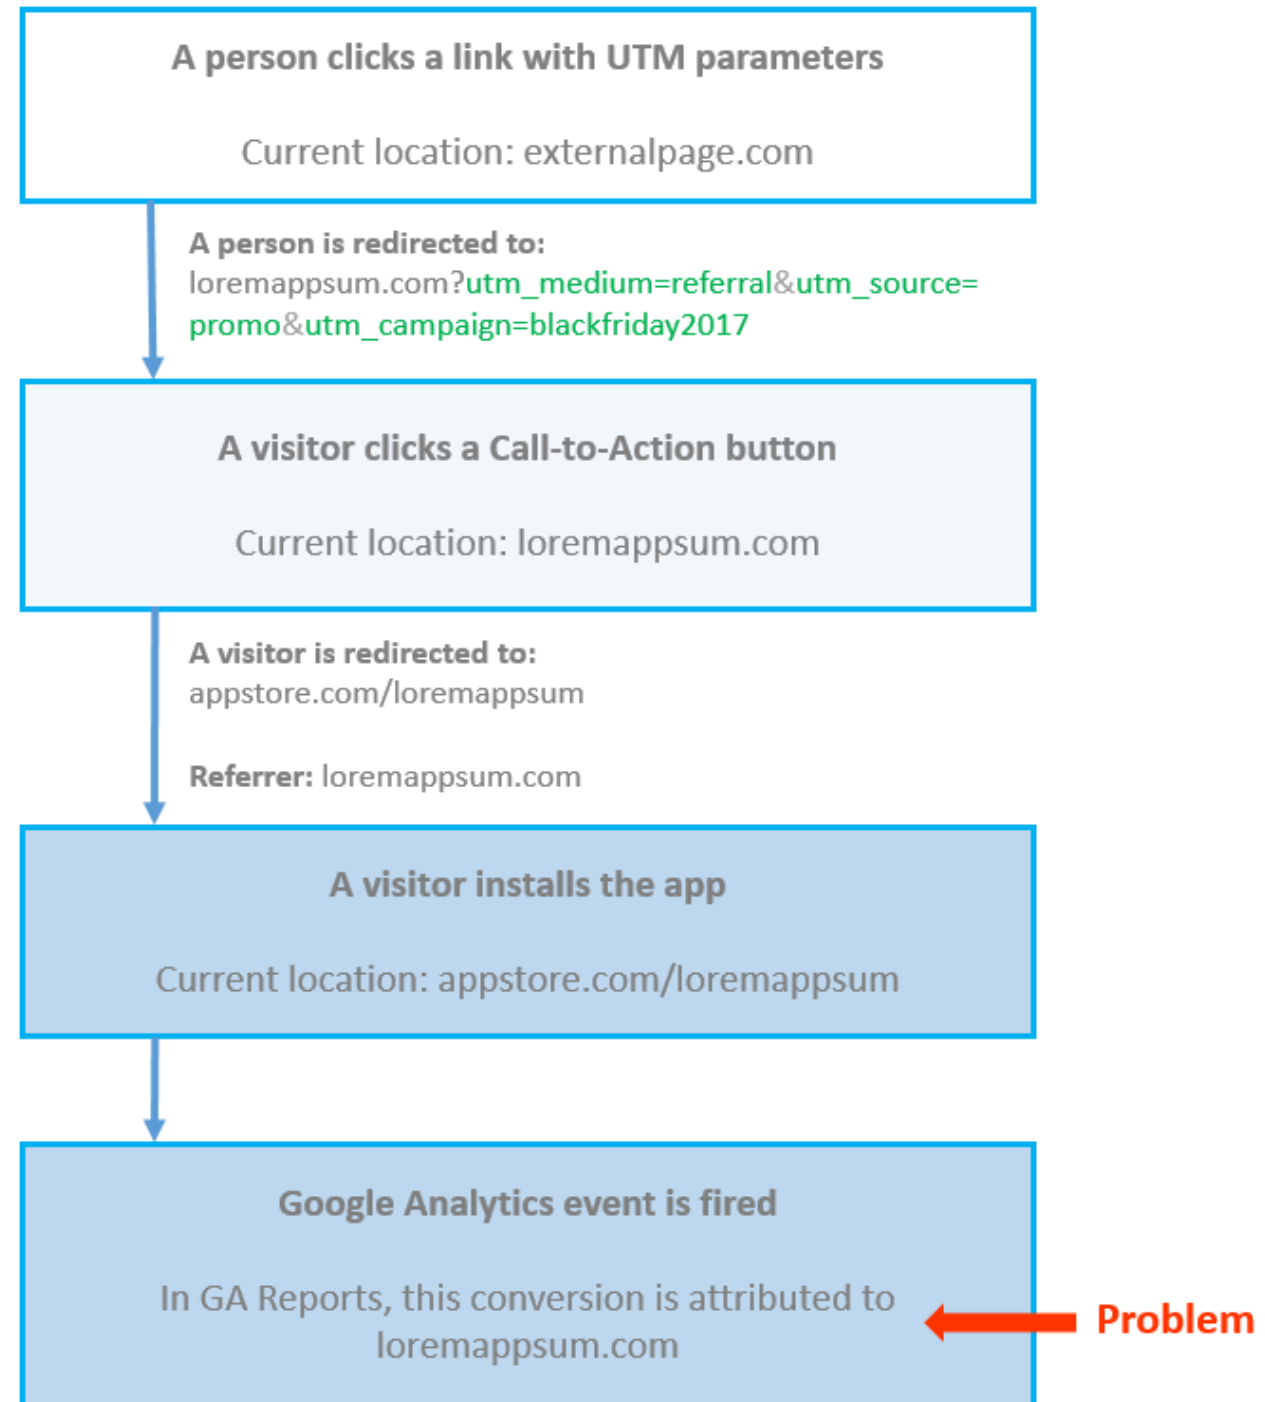 A person clicks a link with UTM parameters
Current location: externalpage.com
A person is redirected to:
loremappsum.com?utm_medium=referral&utm_source=
promo&utm_campaign=blackfriday2017
A visitor clicks a Call-to-Action button
Current location: loremappsum.com
A visitor is redirected to:
appstore.com/loremappsum
Referrer: loremappsum.com
A visitor installs the app
Current location: appstore.com/loremappsum
Google Analytics event is fired
In GA Reports, this conversion is attributed to
loremappsum.com
Problem